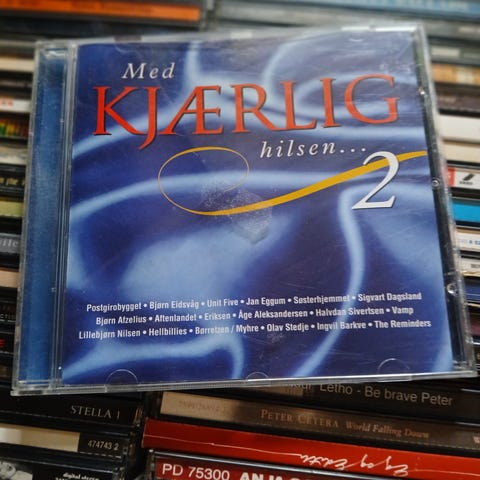 Med
KJÆRLIG
hilsen...
2
Postgirobygget • Bjørn Eidsvåg • Unit Five • Jan Eggum • Søsterhjemmet • Sigvart Dagsland
Bjørn Afzelius • Aftenlandet • Eriksen • Åge Aleksandersen • Halvdan Sivertsen • Vamp
Lillebjørn Nilsen • Hellbillies • Børretzen / Myhre • Olav Stedje • Ingvil Barkve • The Reminders
Letho - Be brave Peter
STELLA 1
PETER CETERA World Falling Down
474743 2
PD 75300